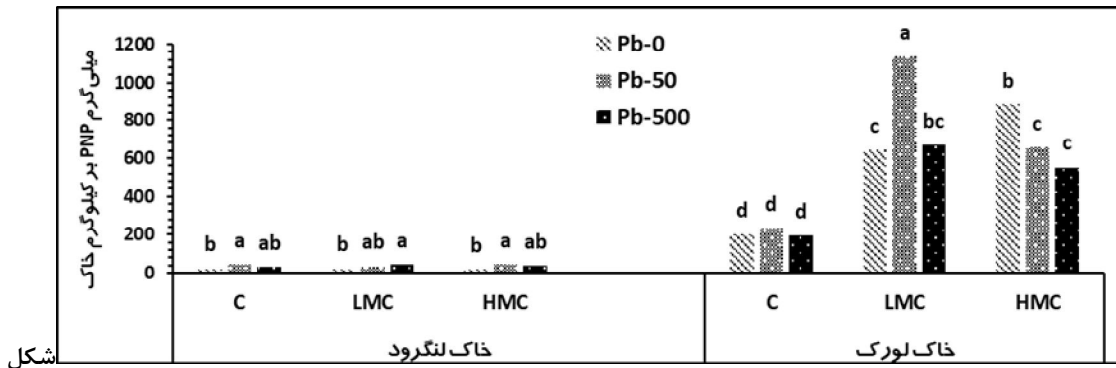 میلی گرم PNP بر کیلوگرم خاک
1200
1000
800
600
400
200
0
Pb-0
Pb-50
Pb-500
b a ab b ab a b a ab d d d c a bc b c c
C LMC HMC C LMC HMC
خاک لنگرود خاک لورک
شکل